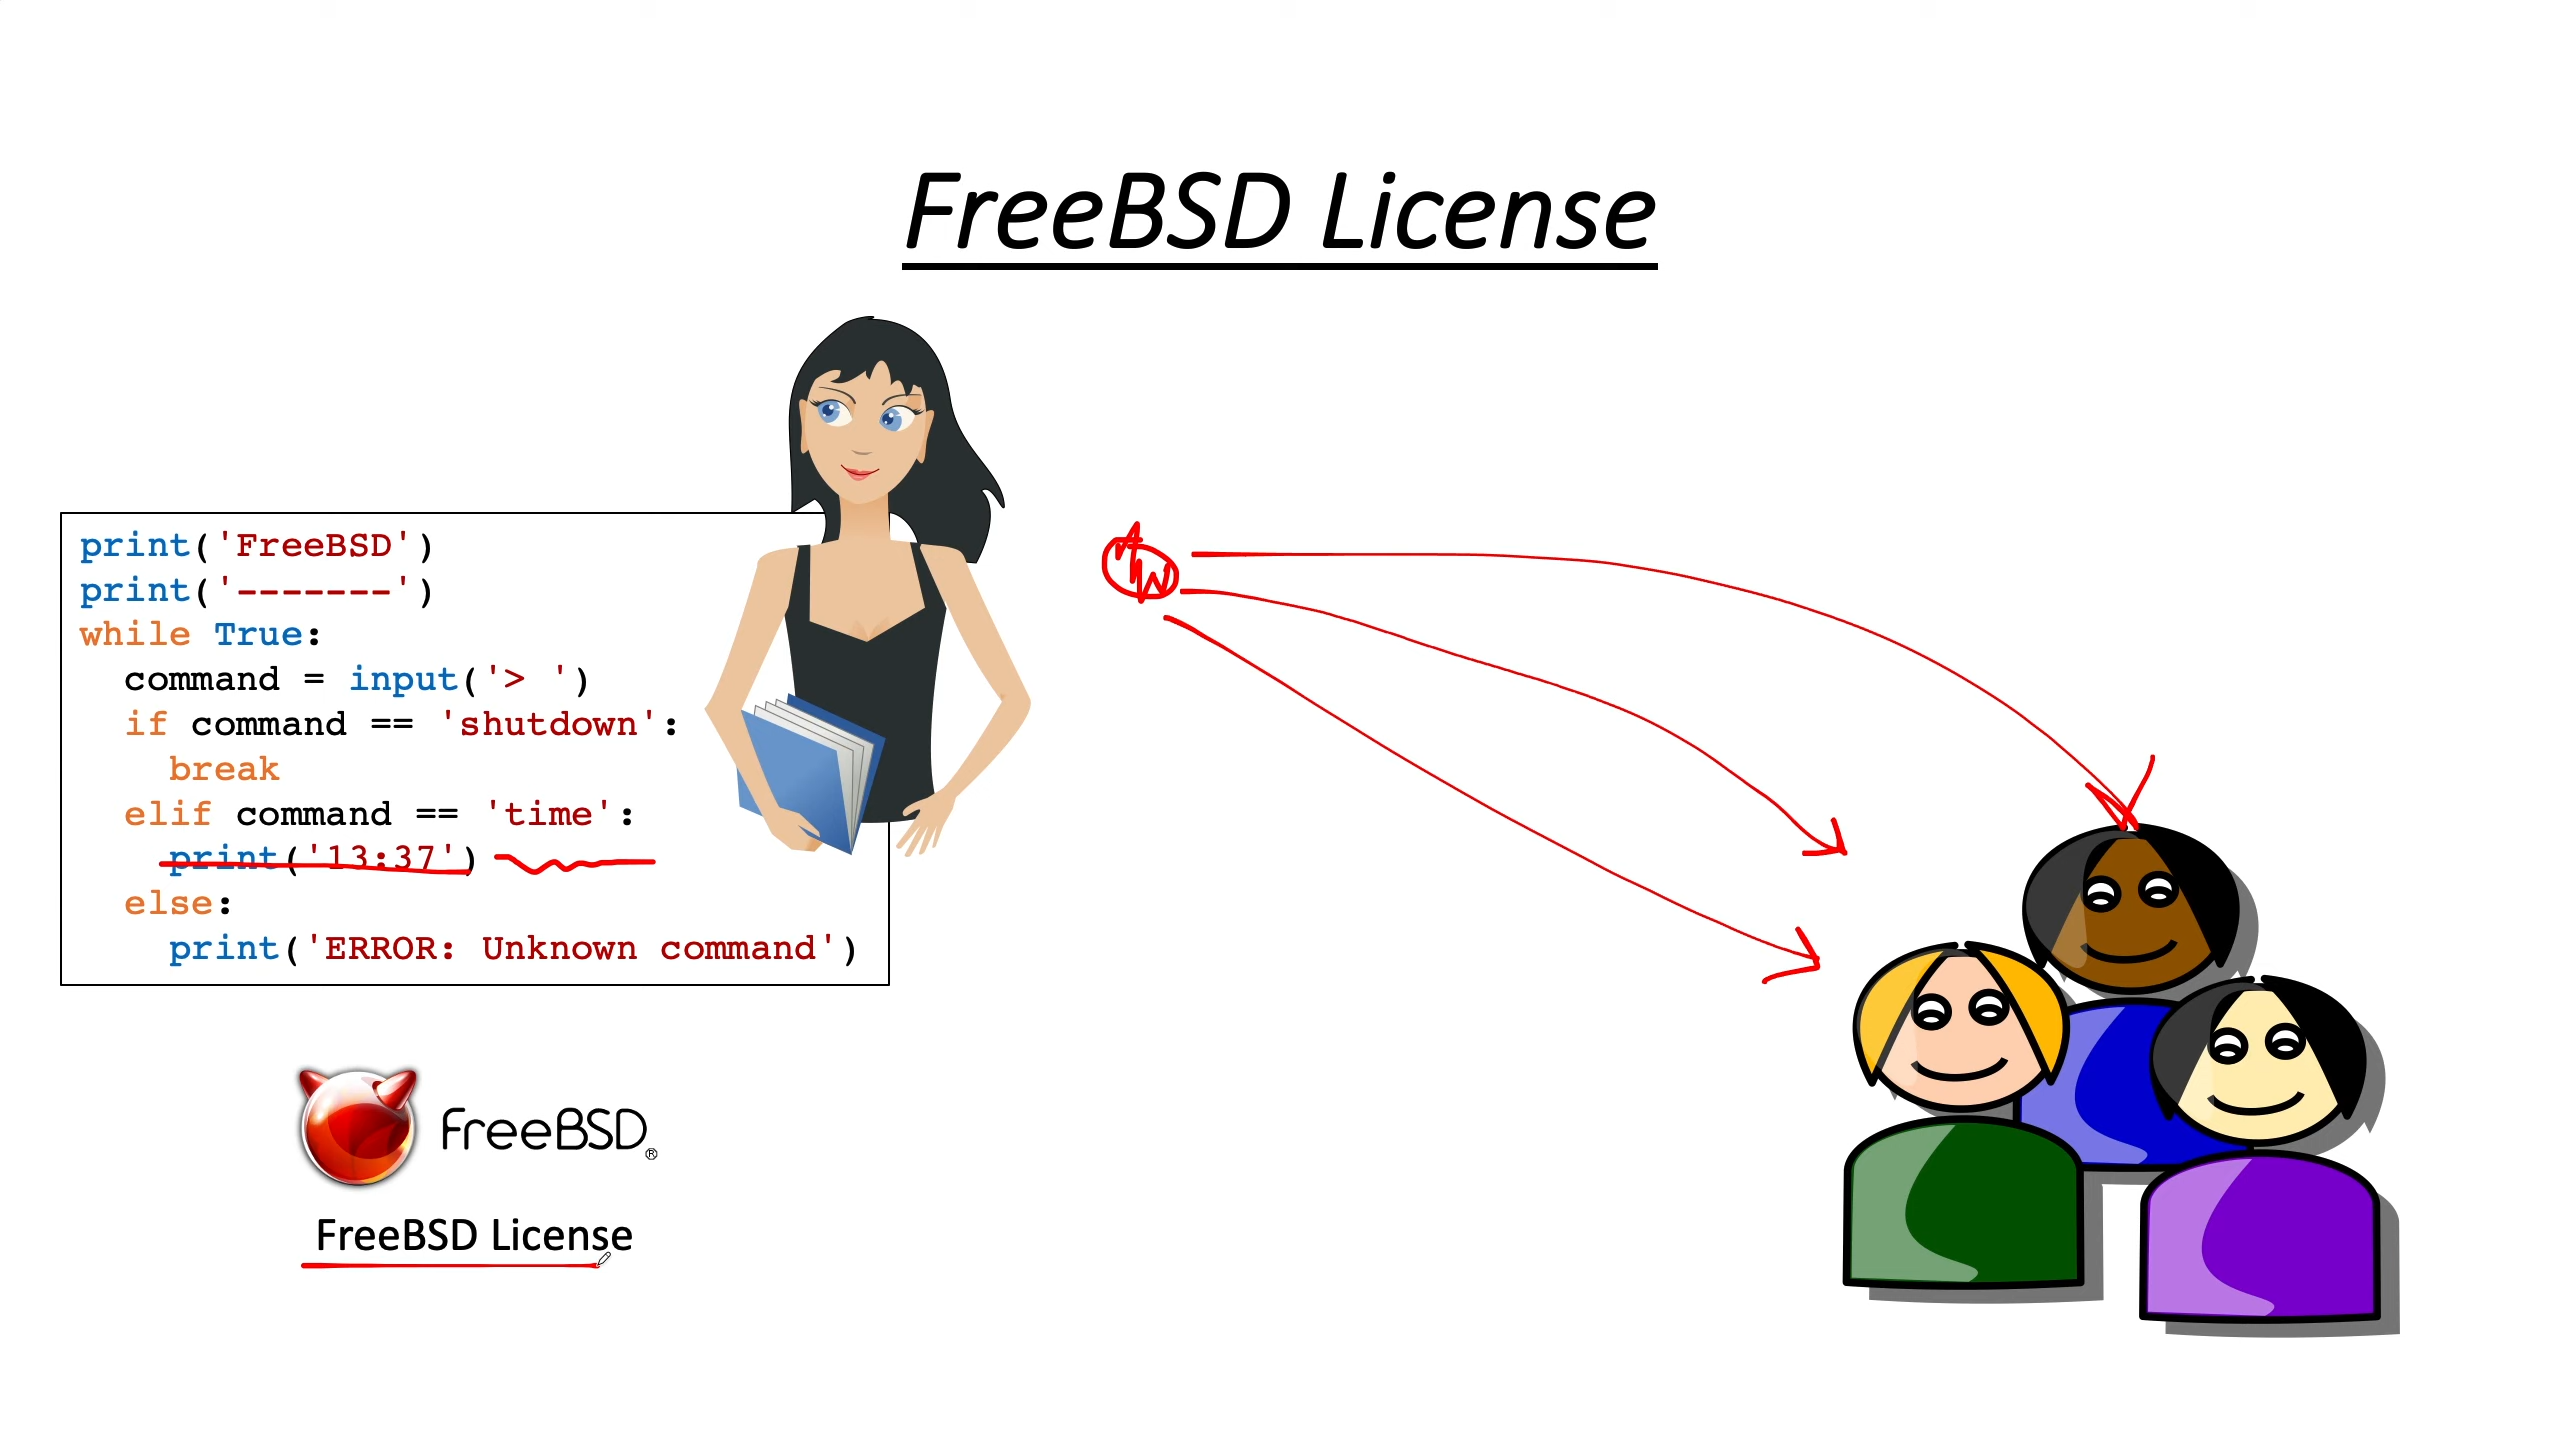 FreeBSD License
print('FreeBSD')
print('-------')
while True:
  command = input('> ')
  if command == 'shutdown':
    break
  elif command == 'time':
    print('13:37')
  else:
    print('ERROR: Unknown command')
FreeBSD®
FreeBSD License